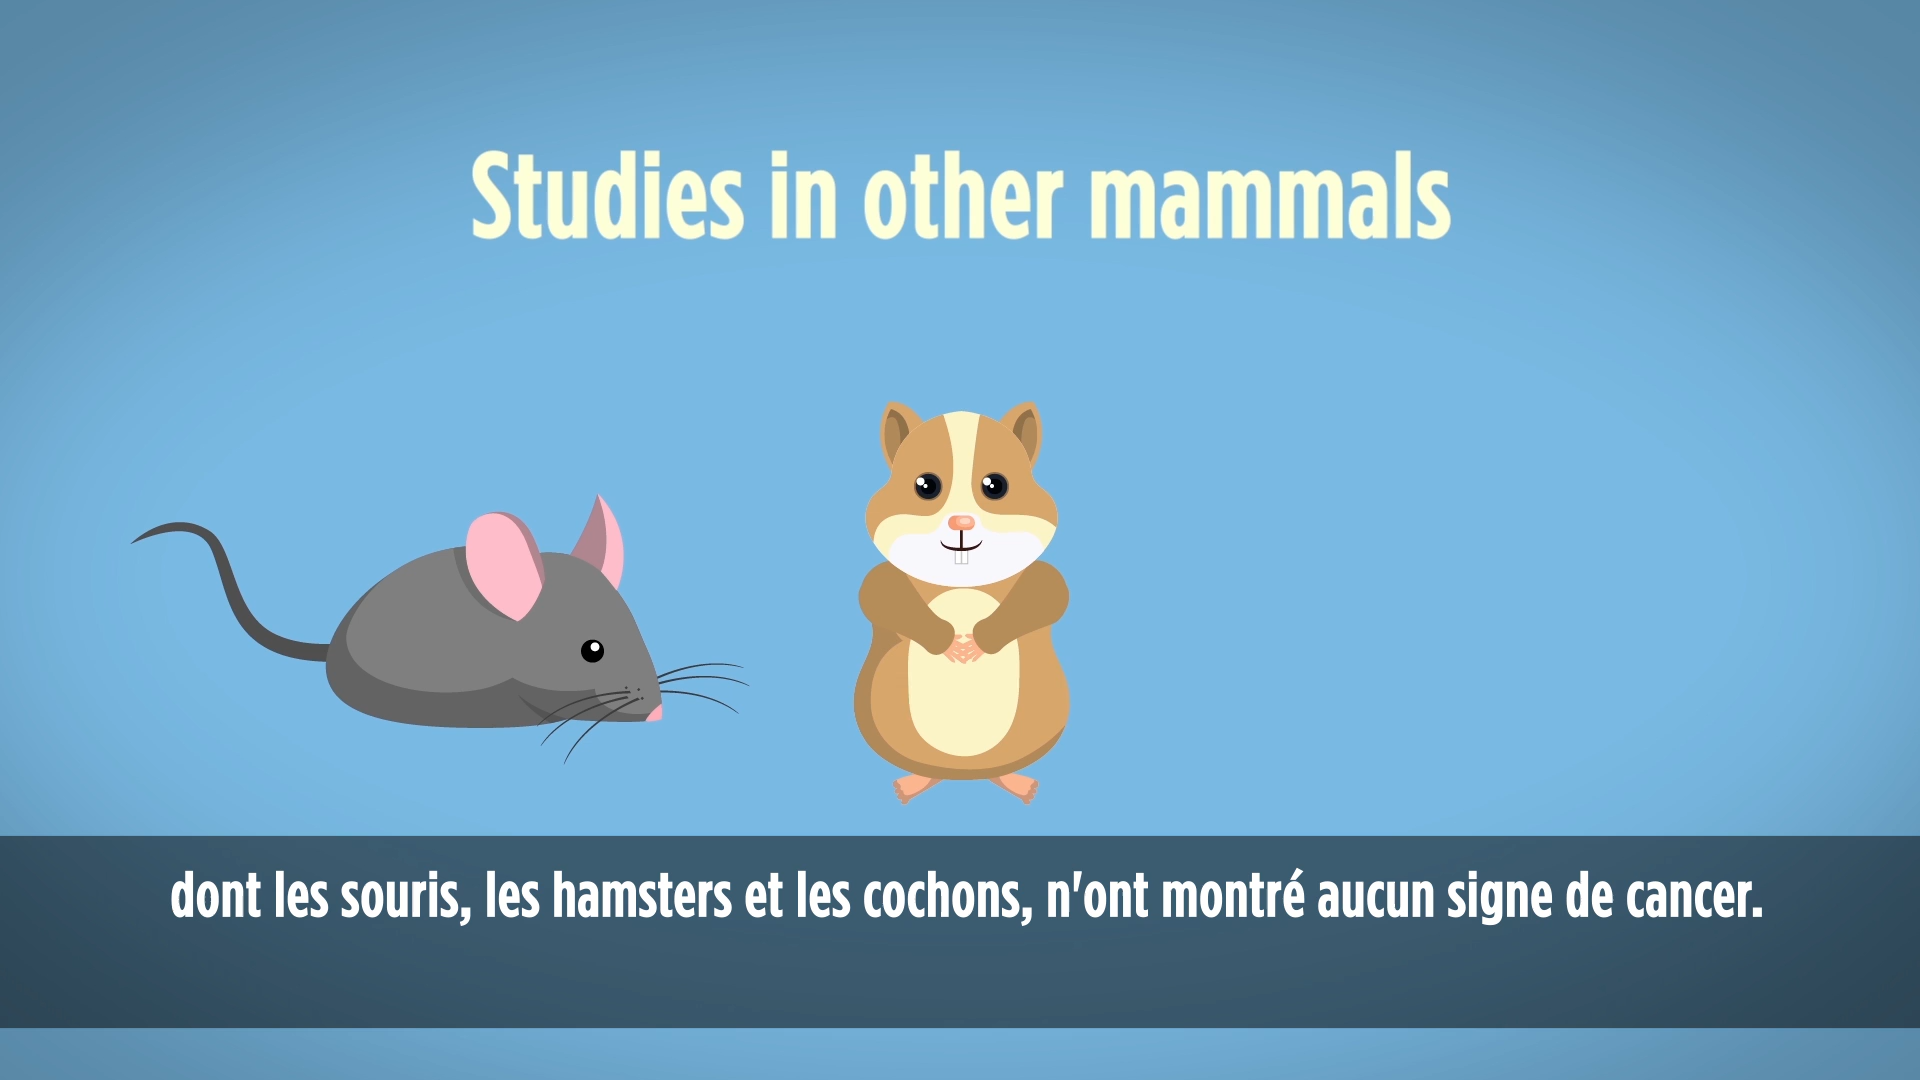 Studies in other mammals
dont les souris, les hamsters et les cochons, n'ont montré aucun signe de cancer.